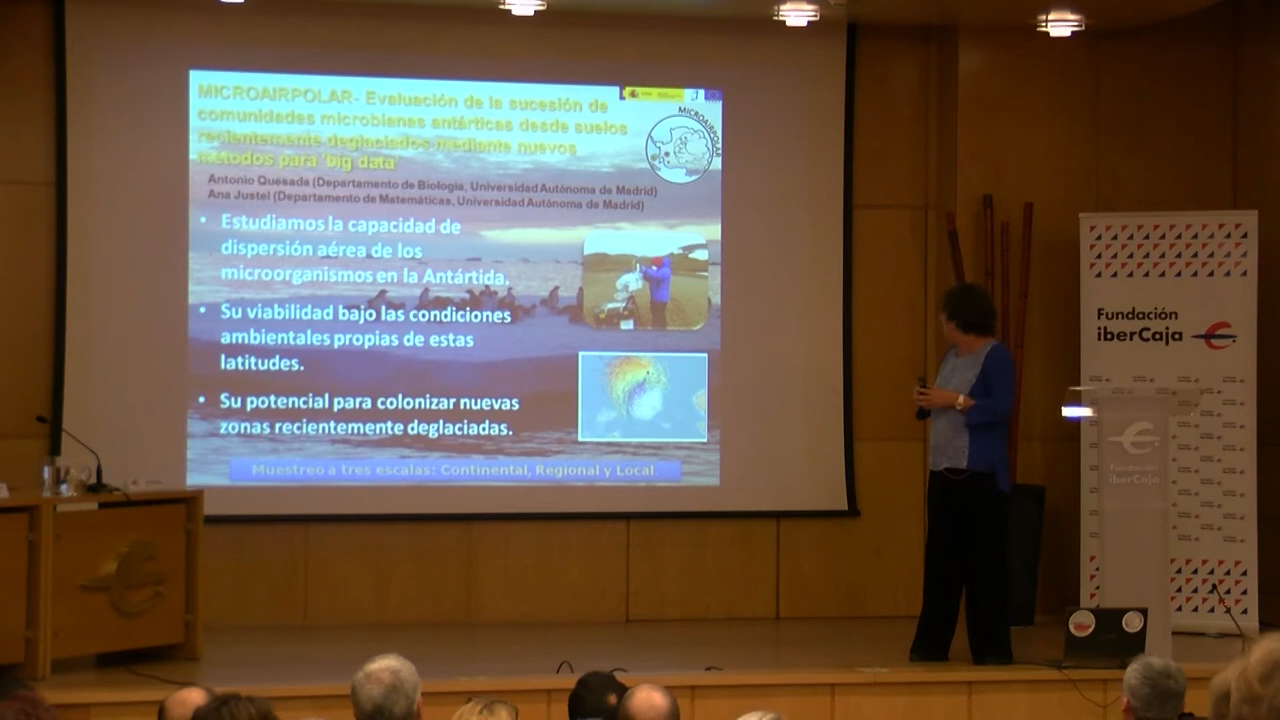 MICROAIRPOLAR- Evaluación de la sucesión de
comunidades microbianas antárticas desde suelos
recientemente deglaciados mediante nuevos
métodos para 'big data'
MICROAIRPOLAR
Antonio Quesada (Departamento de Biología, Universidad Autónoma de Madrid)
Ana Justel (Departamento de Matemáticas, Universidad Autónoma de Madrid)
• Estudiamos la capacidad de
dispersión aérea de los
microorganismos en la Antártida.
• Su viabilidad bajo las condiciones
ambientales propias de estas
latitudes.
• Su potencial para colonizar nuevas
zonas recientemente deglaciadas.
Muestreo a tres escalas: Continental, Regional y Local.
Fundación
iberCaja
Fundación
iberCaja